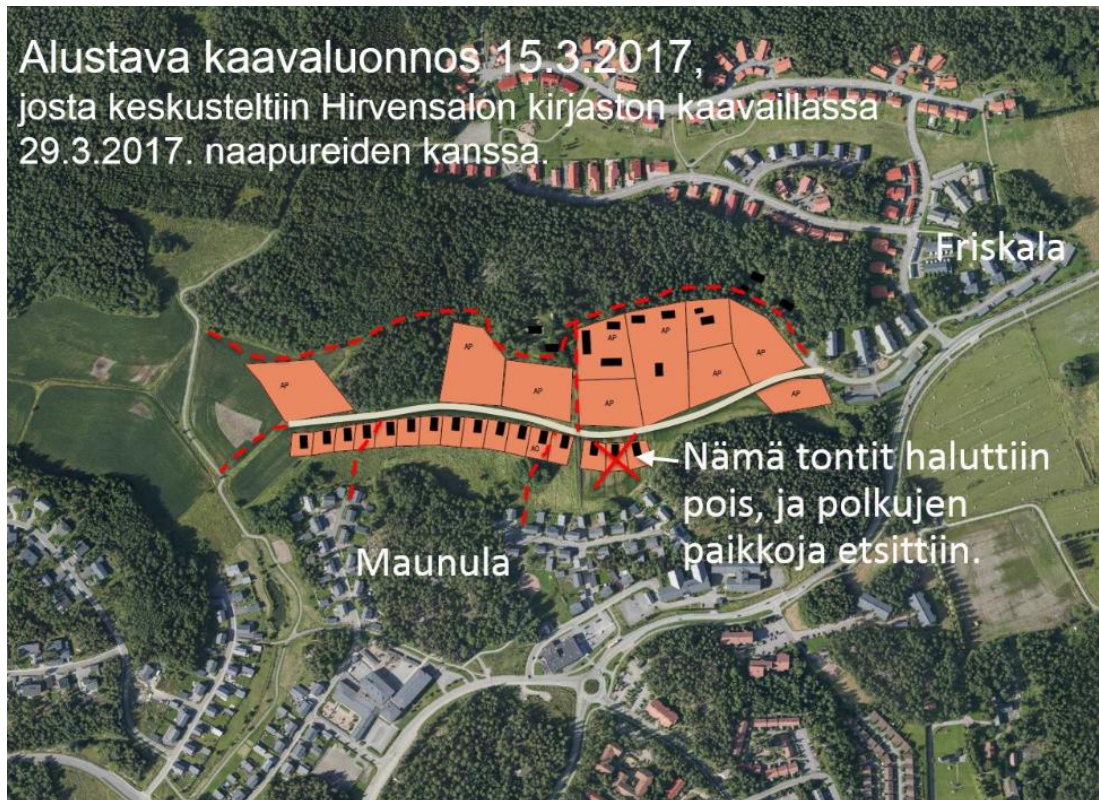 Alustava kaavaluonnos 15.3.2017,
josta keskusteltiin Hirvensalon kirjaston kaavaillassa
29.3.2017. naapureiden kanssa.
Friskala
AP
AP
AP
AP
AP
AP
AP
AP
AP
AO
Nämä tontit haluttiin
pois, ja polkujen
paikkoja etsittiin.
Maunula